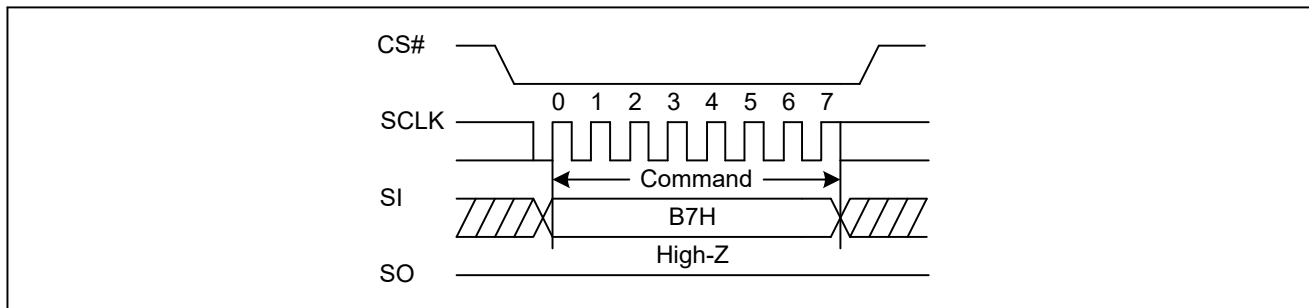 CS#
0 1 2 3 4 5 6 7
SCLK
Command
SI
B7H
High-Z
SO